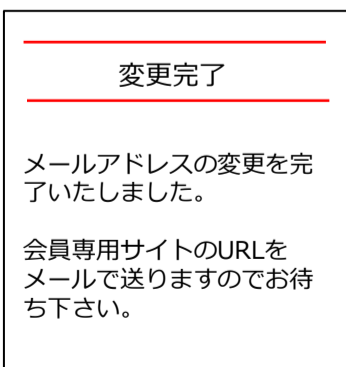 変更完了
メールアドレスの変更を完
了いたしました。
会員専用サイトのURLを
メールで送りますのでお待
ち下さい。